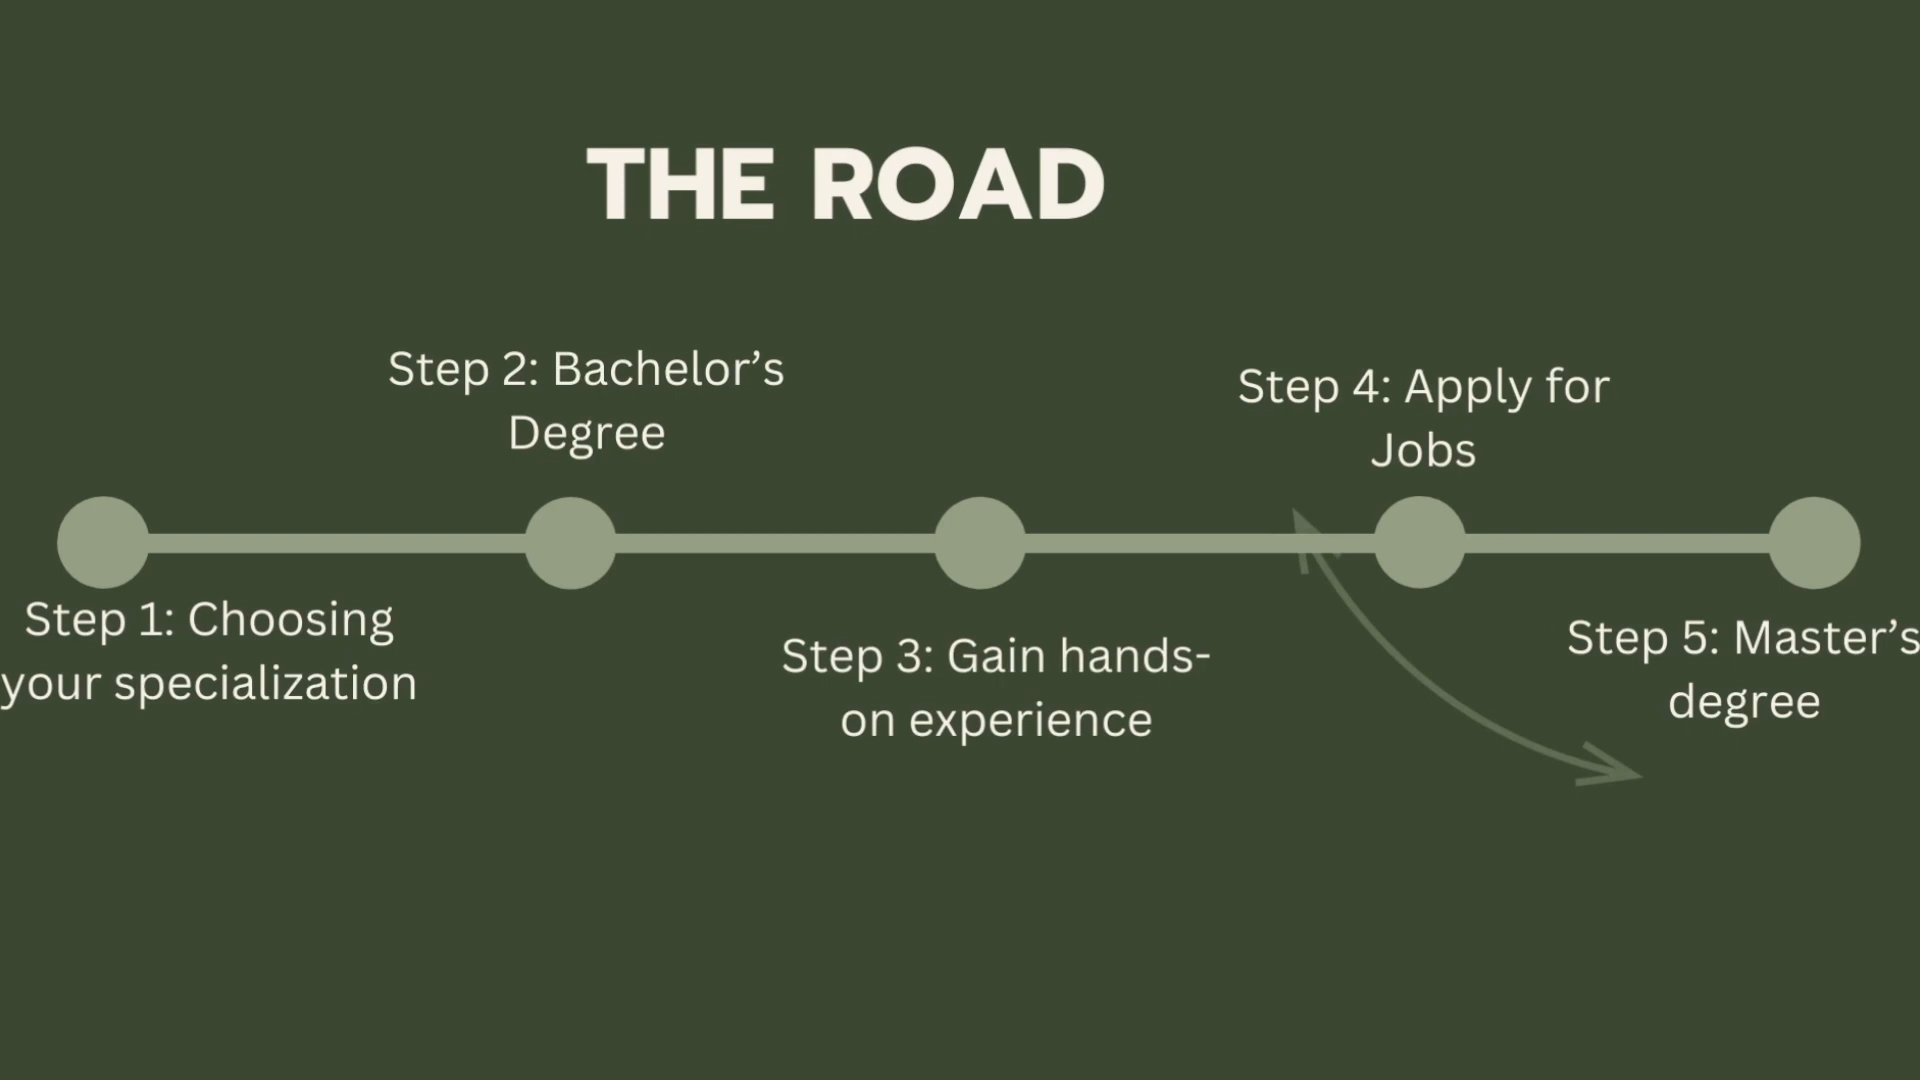 THE ROAD
Step 1: Choosing
your specialization
Step 2: Bachelor’s
Degree
Step 3: Gain hands-
on experience
Step 4: Apply for
Jobs
Step 5: Master’s
degree